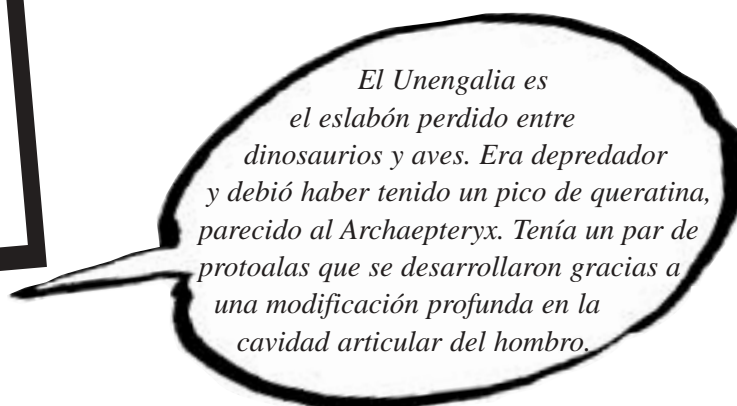 El Unengalia es
el eslabón perdido entre
dinosaurios y aves. Era depredador
y debió haber tenido un pico de queratina,
parecido al Archaepteryx. Tenía un par de
protoalas que se desarrollaron gracias a
una modificación profunda en la
cavidad articular del hombro.